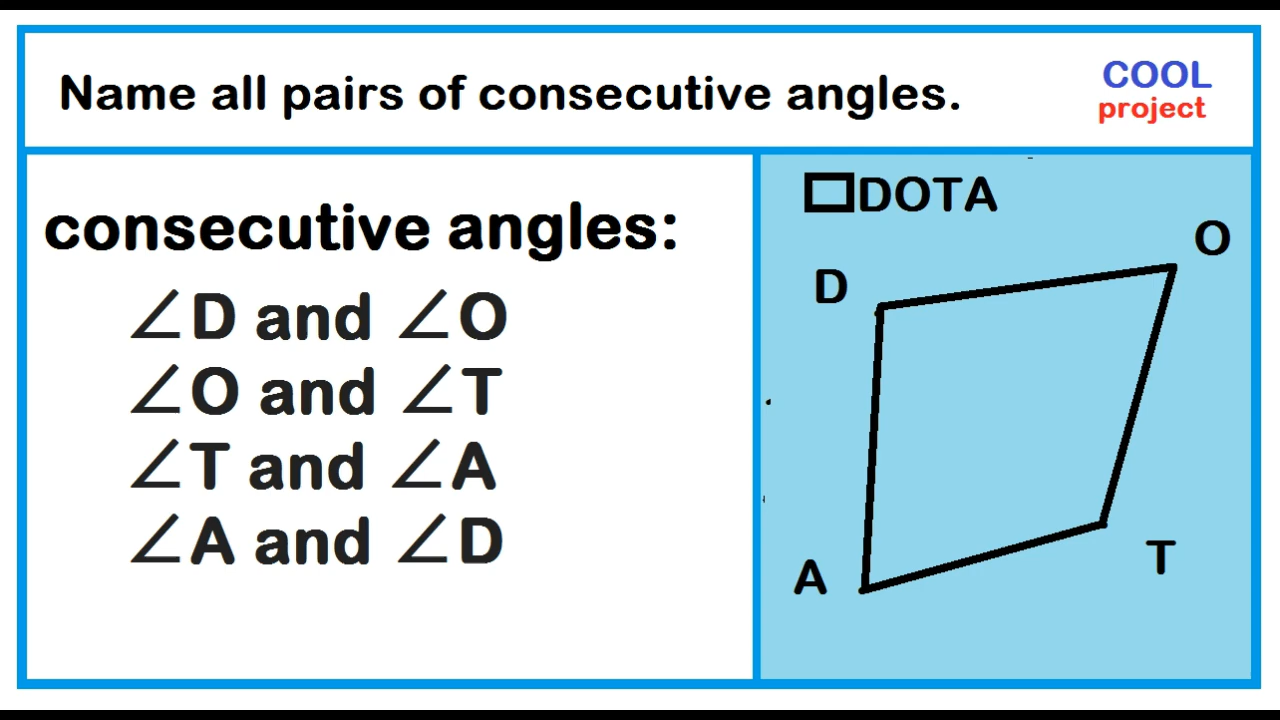 Name all pairs of consecutive angles.
COOL
project
consecutive angles:
∠D and ∠O
∠O and ∠T
∠T and ∠A
∠A and ∠D
▭DOTA
O
D
T
A